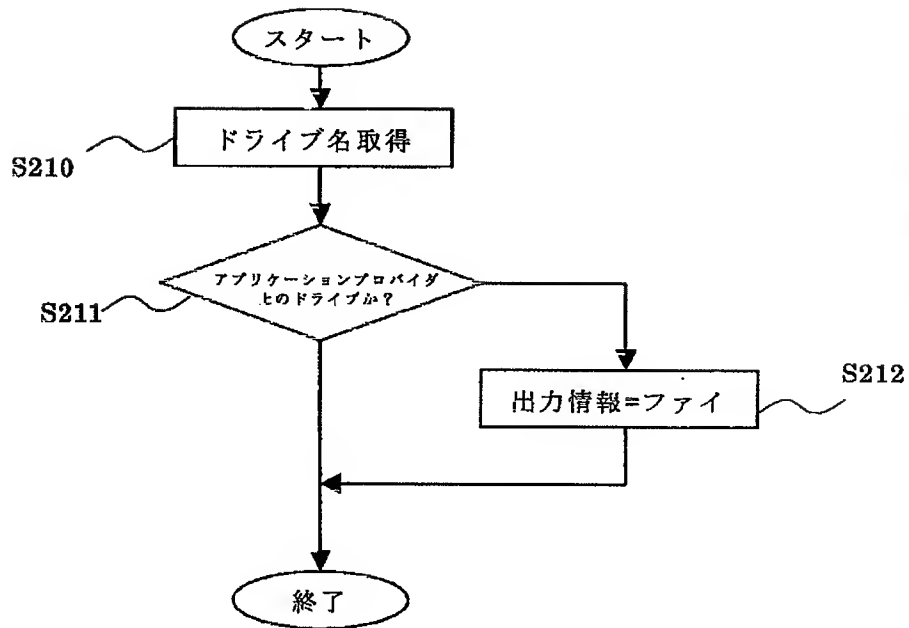 スタート
ドライブ名取得
S210
アプリケーションプロバイダ
上のドライブか?
S211
出力情報=ファイ
S212
終了